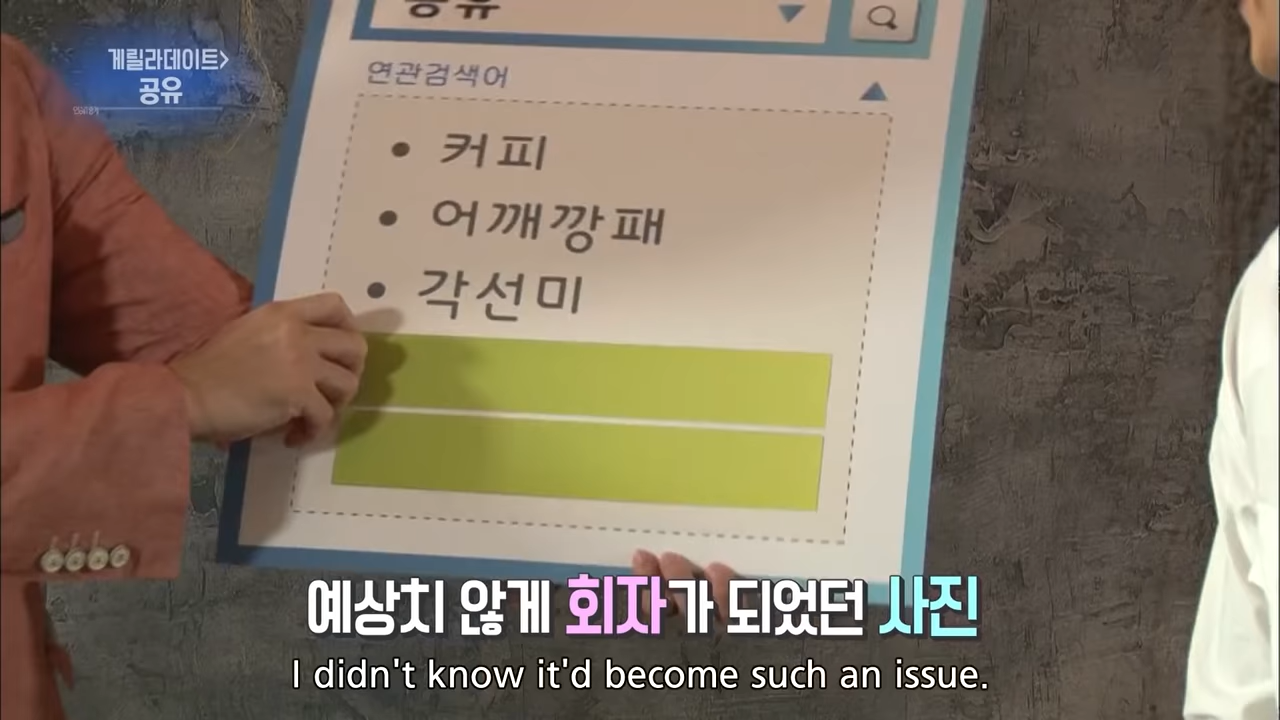 게릴라데이트>
공유
공유
연관검색어
커피
어깨깡패
각선미
예상치 않게 회자가 되었던 사진
I didn't know it'd become such an issue.